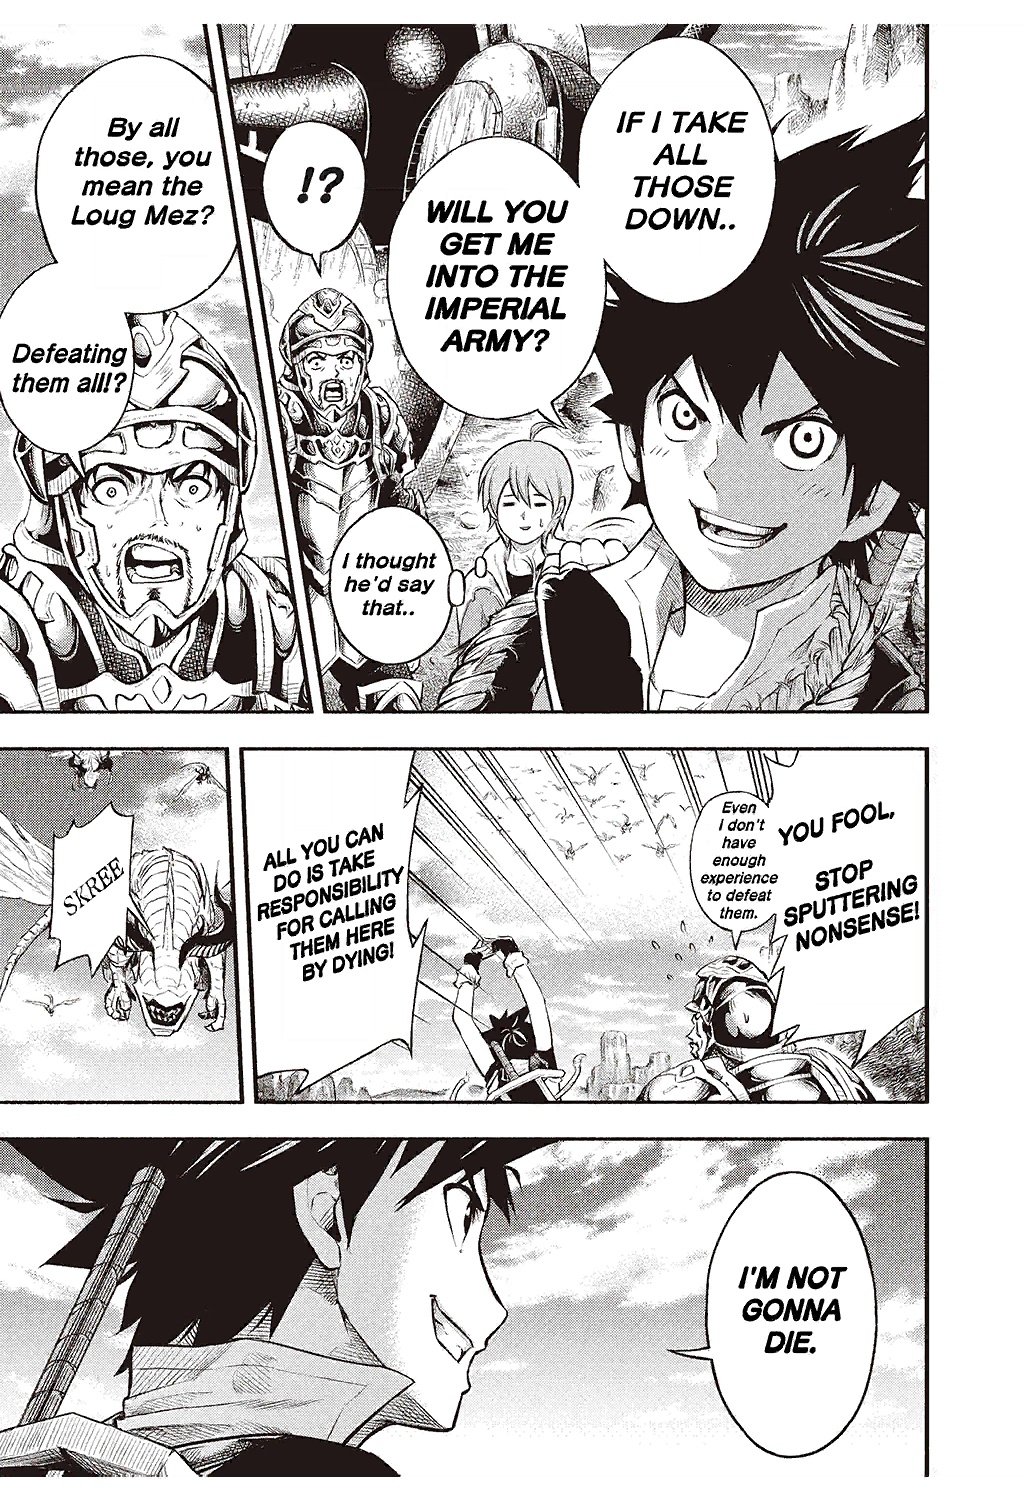 IF I TAKE
ALL
THOSE
DOWN..
WILL YOU
GET ME
INTO THE
IMPERIAL
ARMY?
!?
I thought
he'd say
that..
By all
those, you
mean the
Loug Mez?
Defeating
them all!?
YOU FOOL,
STOP
SPUTTERING
NONSENSE!
Even
I don't
have
enough
experience
to defeat
them.
ALL YOU CAN
DO IS TAKE
RESPONSIBILITY
FOR CALLING
THEM HERE
BY DYING!
SKREE
I'M NOT
GONNA
DIE.